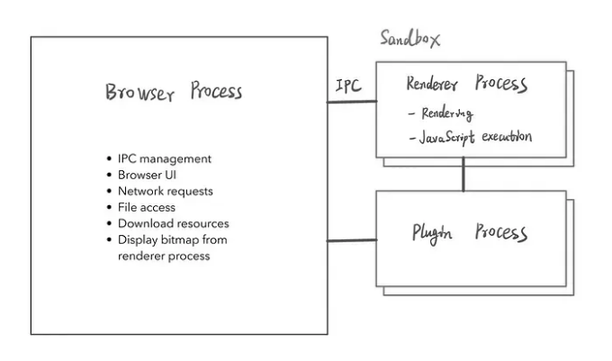 Sandbox
Browser Process
IPC
Renderer Process
- Rendering
- JavaScript execution
• IPC management
• Browser UI
• Network requests
• File access
• Download resources
• Display bitmap from
renderer process
Plugin Process